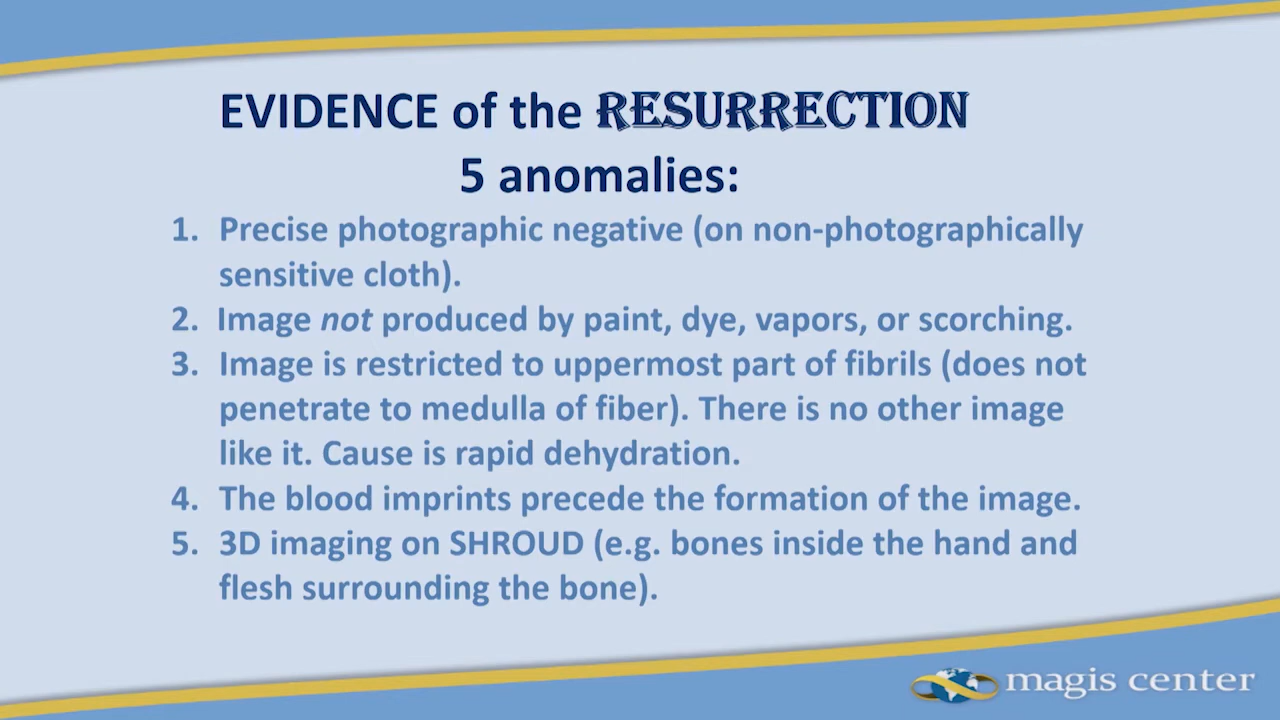 EVIDENCE of the RESURRECTION
5 anomalies:
1. Precise photographic negative (on non-photographically
sensitive cloth).
2. Image not produced by paint, dye, vapors, or scorching.
3. Image is restricted to uppermost part of fibrils (does not
penetrate to medulla of fiber). There is no other image
like it. Cause is rapid dehydration.
4. The blood imprints precede the formation of the image.
5. 3D imaging on SHROUD (e.g. bones inside the hand and
flesh surrounding the bone).
magis center